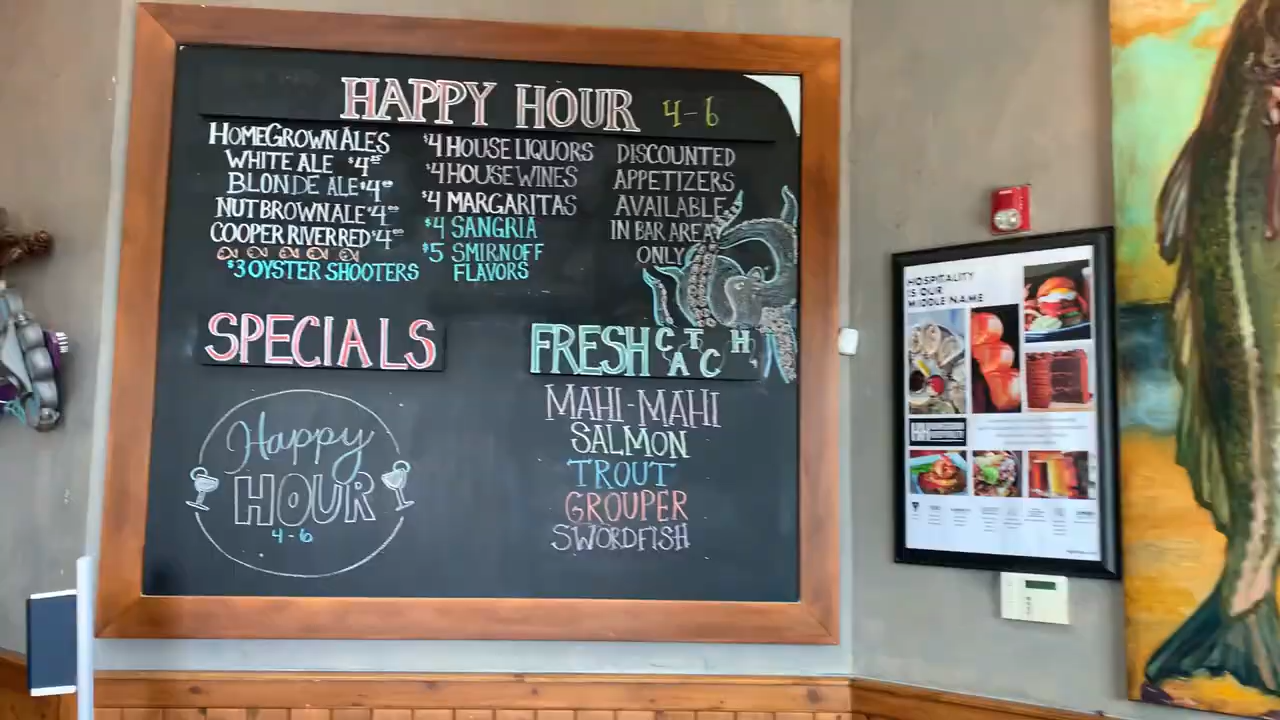 HAPPY HOUR 4-6
HOMEGROWN ALES
WHITE ALE $4
BLONDE ALE $4
NUT BROWN ALE $4
COOPER RIVER RED $4
$3 OYSTER SHOOTERS
$4 HOUSE LIQUORS
$4 HOUSE WINES
$4 MARGARITAS
$4 SANGRIA
$5 SMIRNOFF
FLAVORS
DISCOUNTED
APPETIZERS
AVAILABLE
IN BAR AREA
ONLY
SPECIALS
Happy
HOUR
4-6
FRESH CATCH
MAHI-MAHI
SALMON
TROUT
GROUPER
SWORDFISH
HOSPITALITY
IS OUR
MIDDLE NAME